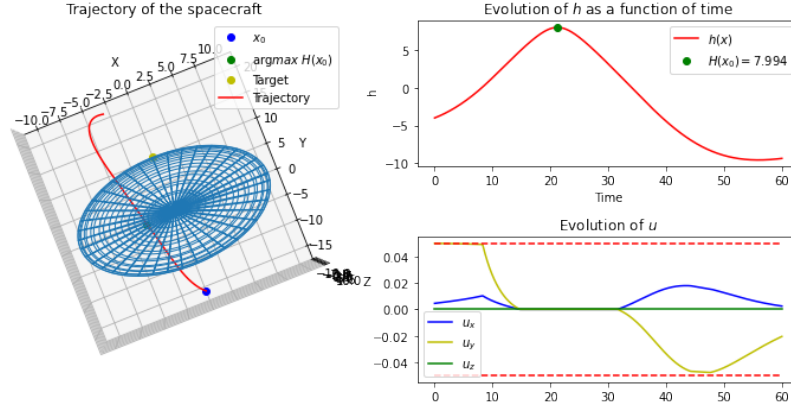 Trajectory of the spacecraft
x₀
argmax H(x₀)
Target
Trajectory
X
−10.0
−7.5
−5.0
−2.5
0.0
2.5
5.0
7.5
10.0
20
15
10
5
0
−5
−10
−15
Y
Z
Evolution of h as a function of time
h(x)
H(x₀) = 7.994
h
5
0
−5
−10
0 10 20 30 40 50 60
Time
Evolution of u
0.04
0.02
0.00
−0.02
−0.04
uₓ
u_y
u_z
0 10 20 30 40 50 60